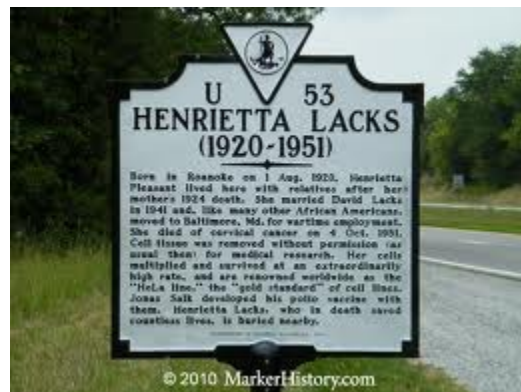 U 53
HENRIETTA LACKS
(1920-1951)
Born in Roanoke on 1 Aug. 1920, Henrietta
Pleasant lived here with relatives after her
mother's 1924 death. She married David Lacks
in 1941 and, like many other African Americans,
moved to Baltimore, Md. for wartime employment.
She died of cervical cancer on 4 Oct. 1951.
Cell tissue was removed without permission (as
usual then) for medical research. Her cells
multiplied and survived at an extraordinarily
high rate, and are renowned worldwide as the
"HeLa line," the "gold standard" of cell lines.
Jonas Salk developed his polio vaccine with
them. Henrietta Lacks, who in death saved
countless lives, is buried nearby.
© 2010 MarkerHistory.com